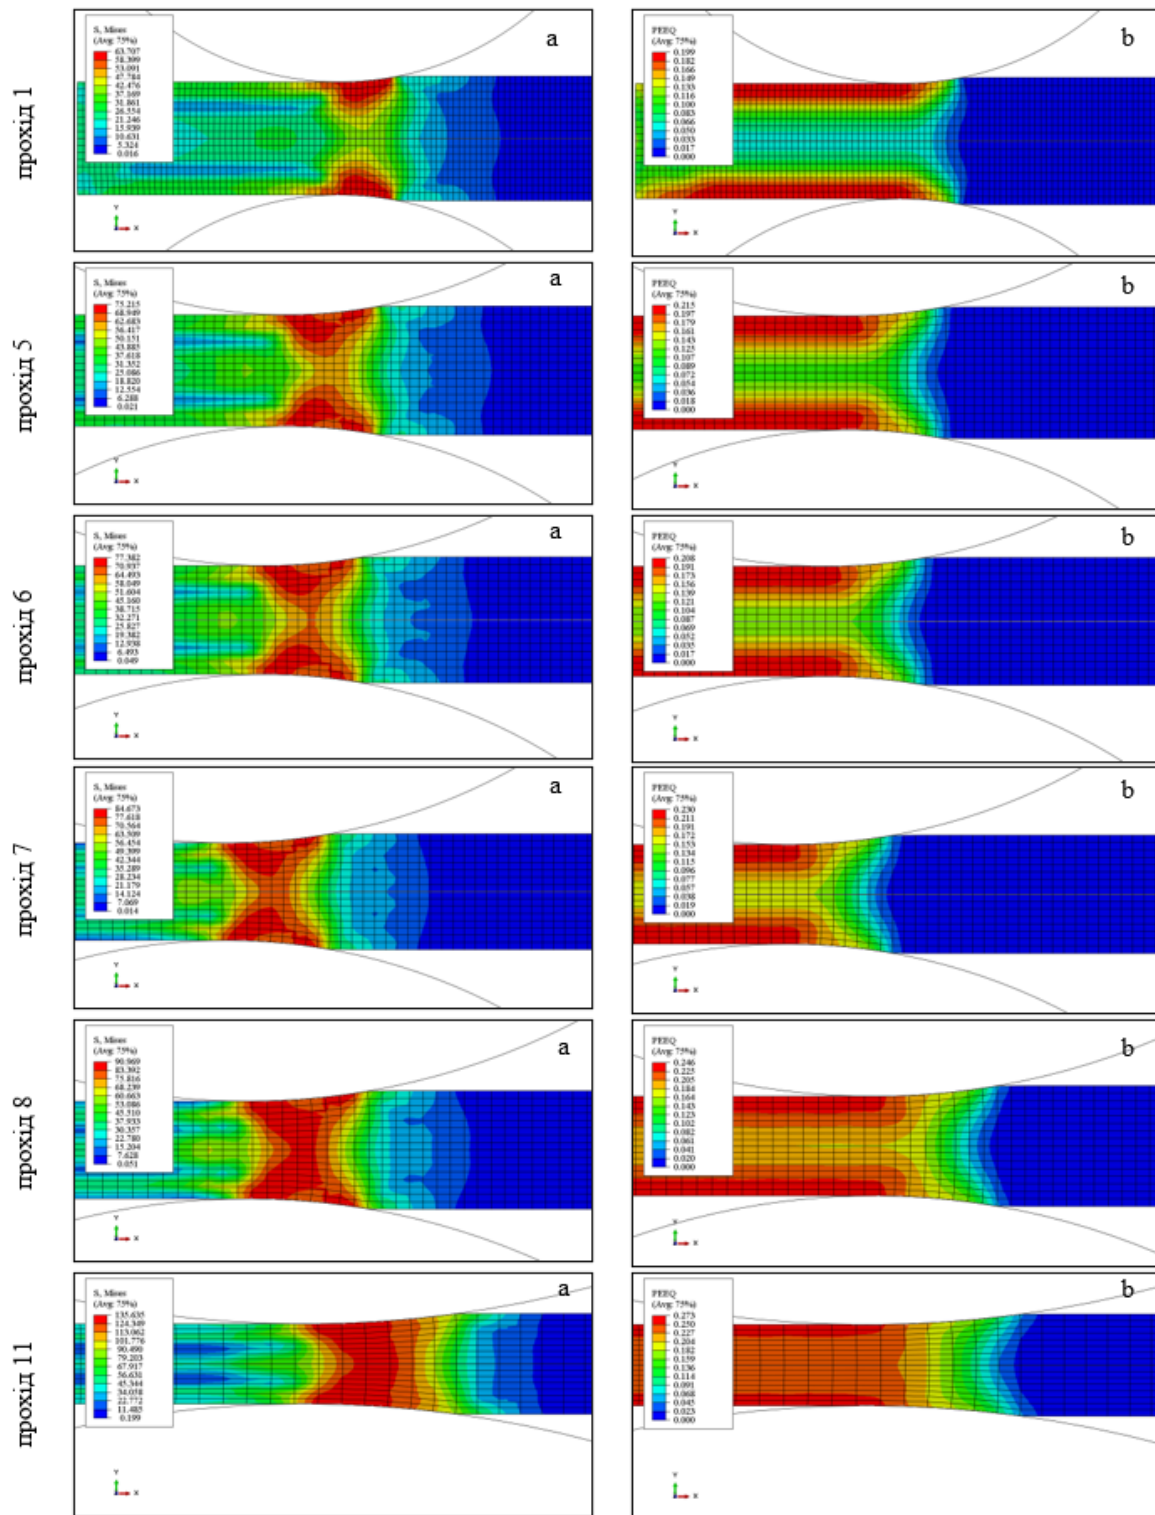 прохід 1
S, Mises
(Avg: 75%)
63.707
58.399
53.091
47.784
42.476
37.169
31.861
26.554
21.246
15.939
10.631
5.324
0.016
a
Y
X
PEEQ
(Avg: 75%)
0.199
0.182
0.166
0.149
0.133
0.116
0.100
0.083
0.066
0.050
0.033
0.017
0.000
b
Y
X
прохід 5
S, Mises
(Avg: 75%)
75.215
68.949
62.683
56.417
50.151
43.885
37.618
31.352
25.086
18.820
12.554
6.288
0.021
a
Y
X
PEEQ
(Avg: 75%)
0.215
0.197
0.179
0.161
0.143
0.125
0.107
0.089
0.072
0.054
0.036
0.018
0.000
b
Y
X
прохід 6
S, Mises
(Avg: 75%)
77.382
70.937
64.493
58.049
51.604
45.160
38.715
32.271
25.827
19.382
12.938
6.493
0.049
a
Y
X
PEEQ
(Avg: 75%)
0.208
0.191
0.173
0.156
0.139
0.121
0.104
0.087
0.069
0.052
0.035
0.017
0.000
b
Y
X
прохід 7
S, Mises
(Avg: 75%)
84.673
77.618
70.564
63.509
56.454
49.399
42.344
35.289
28.234
21.179
14.124
7.069
0.014
a
Y
X
PEEQ
(Avg: 75%)
0.230
0.211
0.191
0.172
0.153
0.134
0.115
0.096
0.077
0.057
0.038
0.019
0.000
b
Y
X
прохід 8
S, Mises
(Avg: 75%)
90.969
83.392
75.816
68.239
60.663
53.086
45.510
37.933
30.357
22.780
15.204
7.628
0.051
a
Y
X
PEEQ
(Avg: 75%)
0.246
0.225
0.205
0.184
0.164
0.143
0.123
0.102
0.082
0.061
0.041
0.020
0.000
b
Y
X
прохід 11
S, Mises
(Avg: 75%)
135.635
124.349
113.062
101.776
90.490
79.203
67.917
56.631
45.344
34.058
22.772
11.485
0.199
a
Y
X
PEEQ
(Avg: 75%)
0.273
0.250
0.227
0.204
0.182
0.159
0.136
0.114
0.091
0.068
0.045
0.023
0.000
b
Y
X